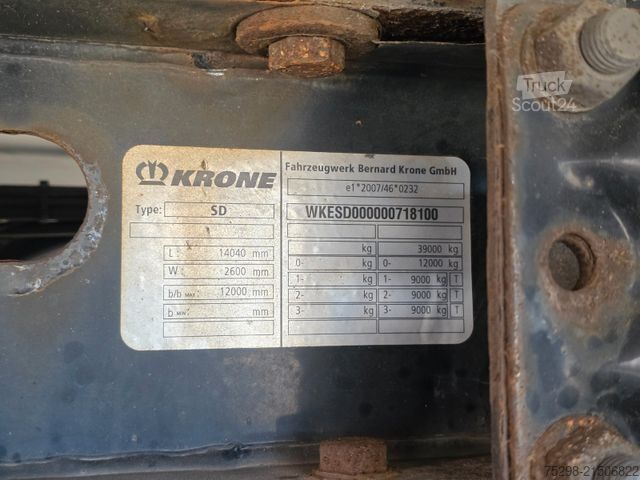 Truck
Scout24
KRONE
Fahrzeugwerk Bernard Krone GmbH
e1*2007/46*0232
Type: SD
WKESD000000718100
L: 14040 mm
W: 2600 mm
b/b MAX: 12000 mm
b MIN: mm
kg 39000 kg
0- kg 0- 12000 kg
1- kg 1- 9000 kg T
2- kg 2- 9000 kg T
3- kg 3- 9000 kg T
75298-21506822